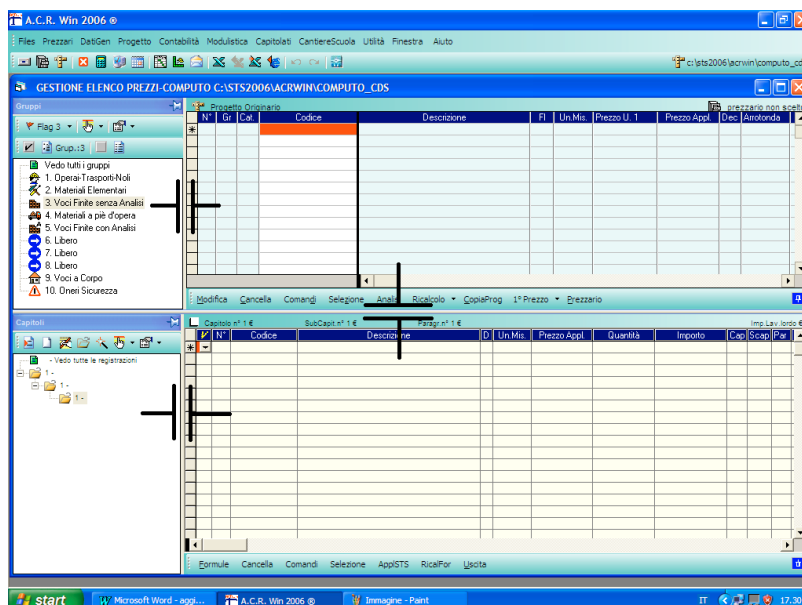 A.C.R. Win 2006 ®
Files Prezzari DatiGen Progetto Contabilità Modulistica Capitolati CantiereScuola Utilità Finestra Aiuto
c:\sts2006\acrwin\computo_cd
GESTIONE ELENCO PREZZI-COMPUTO C:\STS2006\ACRWIN\COMPUTO_CDS
Gruppi
Progetto Originario
prezzario non scelt
N° Gr Cat. Codice Descrizione Fl Un.Mis. Prezzo U. 1 Prezzo Appl. Dec Arrotonda
Flag 3
Grup.:3
Vedo tutti i gruppi
1. Operai-Trasporti-Noli
2. Materiali Elementari
3. Voci Finite senza Analisi
4. Materiali a piè d'opera
5. Voci Finite con Analisi
6. Libero
7. Libero
8. Libero
9. Voci a Corpo
10. Oneri Sicurezza
Modifica Cancella Comandi Selezione Analisi Ricalcolo CopiaProg 1° Prezzo Prezzario
Capitoli
Capitolo n° 1 € SubCapit.n° 1 € Paragr.n° 1 € Imp.Lav.lordo €
V N° Codice Descrizione D Un.Mis. Prezzo Appl. Quantità Importo Cap Scap Par
- Vedo tutte le registrazioni
1 -
1 -
1 -
Formule Cancella Comandi Selezione ApplSTS RicalFor Uscita
start Microsoft Word - aggi... A.C.R. Win 2006 ® Immagine - Paint IT 17.30